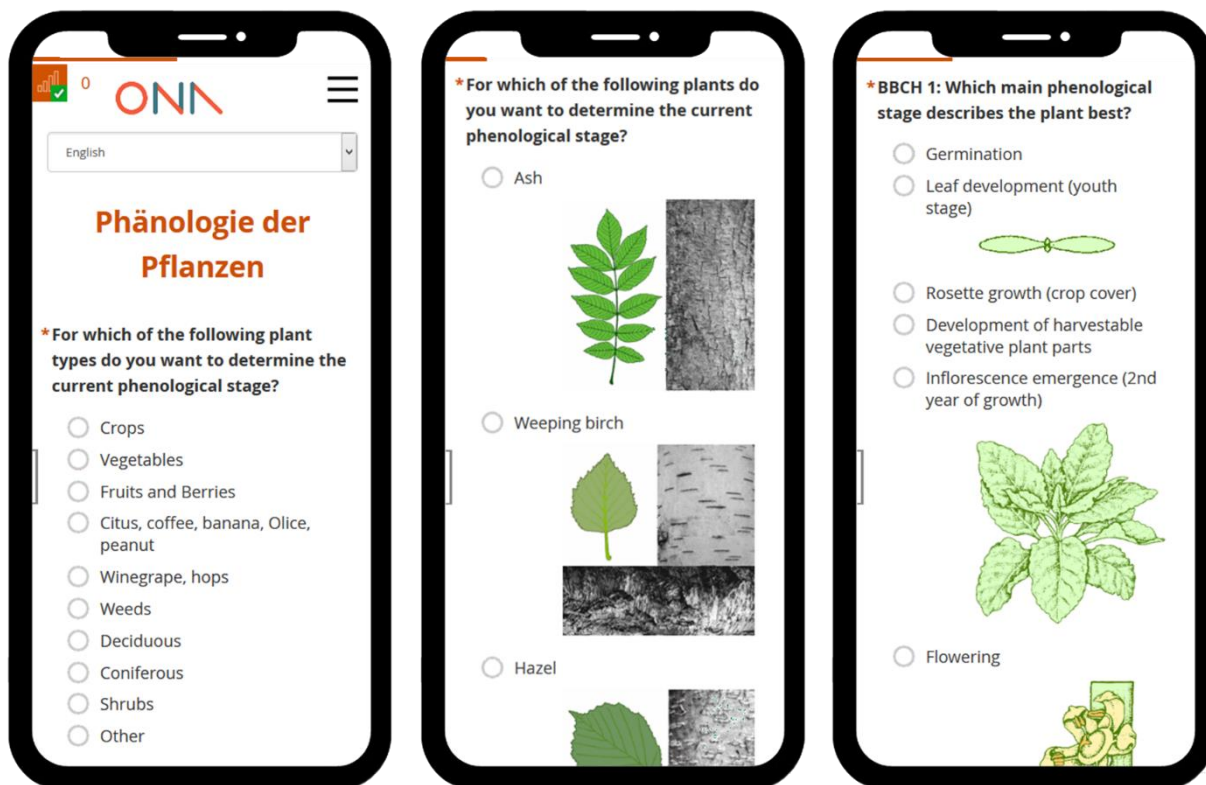 0
ONA
English
Phänologie der
Pflanzen
*For which of the following plant
types do you want to determine the
current phenological stage?
Crops
Vegetables
Fruits and Berries
Citus, coffee, banana, Olice,
peanut
Winegrape, hops
Weeds
Deciduous
Coniferous
Shrubs
Other
*For which of the following plants do
you want to determine the current
phenological stage?
Ash
Weeping birch
Hazel
*BBCH 1: Which main phenological
stage describes the plant best?
Germination
Leaf development (youth
stage)
Rosette growth (crop cover)
Development of harvestable
vegetative plant parts
Inflorescence emergence (2nd
year of growth)
Flowering